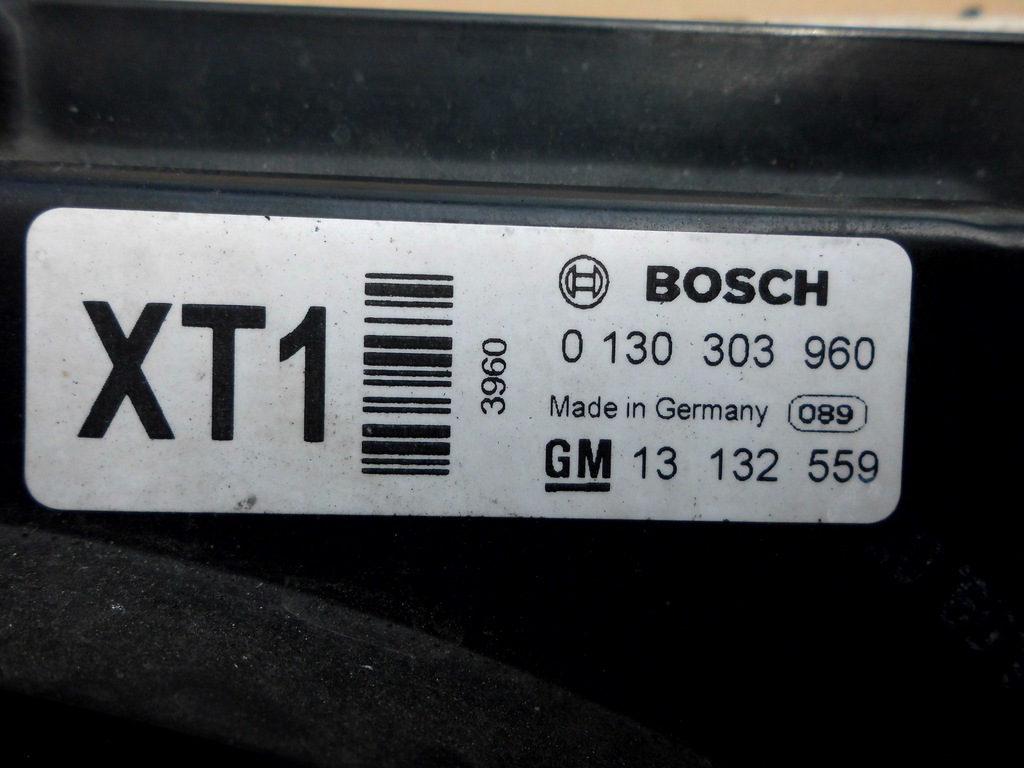 XT1
3960
BOSCH
0 130 303 960
Made in Germany 089
GM 13 132 559